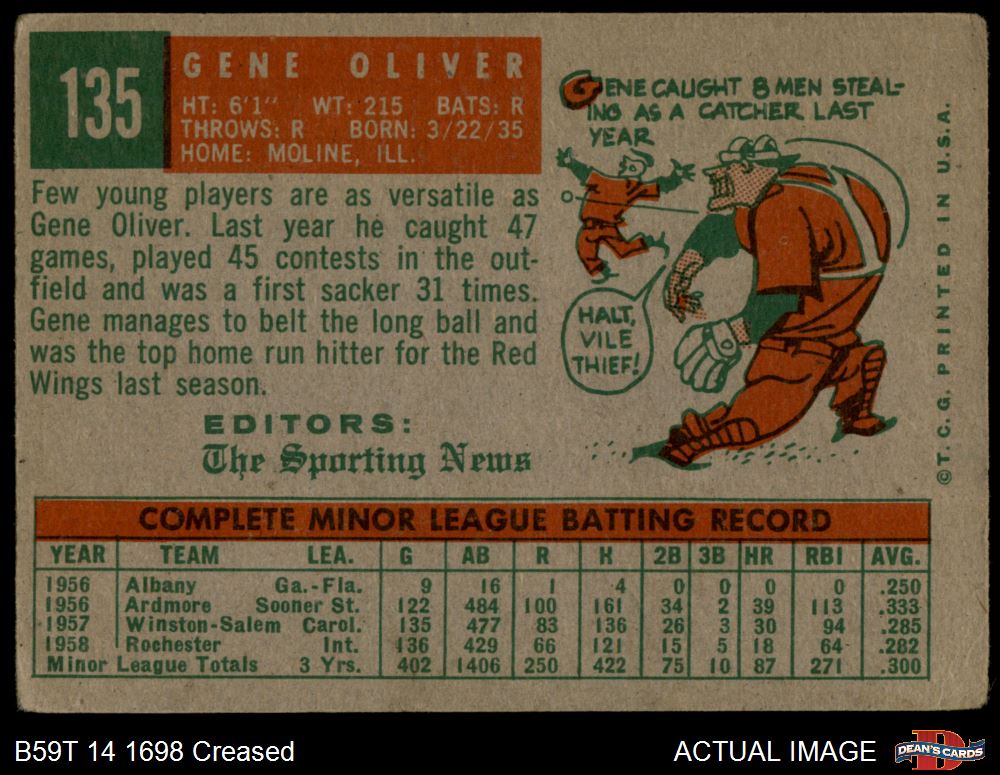 135
GENE OLIVER
HT: 6'1" WT: 215 BATS: R
THROWS: R BORN: 3/22/35
HOME: MOLINE, ILL.
Few young players are as versatile as
Gene Oliver. Last year he caught 47
games, played 45 contests in the out-
field and was a first sacker 31 times.
Gene manages to belt the long ball and
was the top home run hitter for the Red
Wings last season.
EDITORS:
The Sporting News
GENE CAUGHT 8 MEN STEAL-
ING AS A CATCHER LAST
YEAR
HALT,
VILE
THIEF!
©T.C.G. PRINTED IN U.S.A.
COMPLETE MINOR LEAGUE BATTING RECORD
YEAR TEAM LEA. G AB R H 2B 3B HR RBI AVG.
1956 Albany Ga.-Fla. 9 16 1 4 0 0 0 0 .250
1956 Ardmore Sooner St. 122 484 100 161 34 2 39 113 .333
1957 Winston-Salem Carol. 135 477 83 136 26 3 30 94 .285
1958 Rochester Int. 136 429 66 121 15 5 18 64 .282
Minor League Totals 3 Yrs. 402 1406 250 422 75 10 87 271 .300
B59T 14 1698 Creased
ACTUAL IMAGE
D
DEAN'S CARDS